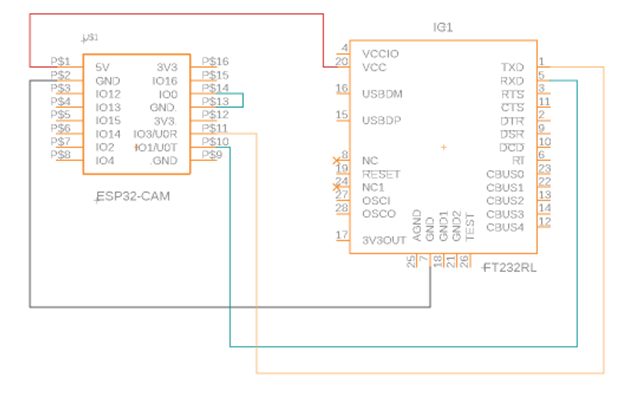 U$1
P$1 5V 3V3 P$16
P$2 GND IO16 P$15
P$3 IO12 IO0 P$14
P$4 IO13 GND. P$13
P$5 IO15 3V3. P$12
P$6 IO14 IO3/U0R P$11
P$7 IO2 IO1/U0T P$10
P$8 IO4 .GND P$9
ESP32-CAM
IC1
4 VCCIO TXD 1
20 VCC RXD 5
RTS 3
16 USBDM CTS 11
DTR 2
15 USBDP DSR 9
DCD 10
8 NC RI 6
19 RESET CBUS0 23
24 NC1 CBUS1 22
27 OSCI CBUS2 13
28 OSCO CBUS3 14
CBUS4 12
17 3V3OUT
AGND GND GND1 GND2 TEST
25 7 18 21 26
FT232RL